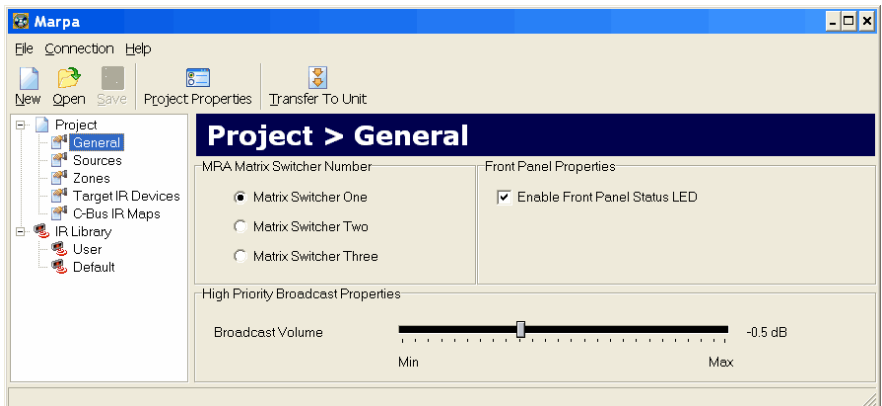 Marpa
File Connection Help
New Open Save Project Properties Transfer To Unit
Project
General
Sources
Zones
Target IR Devices
C-Bus IR Maps
IR Library
User
Default
Project > General
MRA Matrix Switcher Number
Matrix Switcher One
Matrix Switcher Two
Matrix Switcher Three
Front Panel Properties
Enable Front Panel Status LED
High Priority Broadcast Properties
Broadcast Volume
-0.5 dB
Min Max